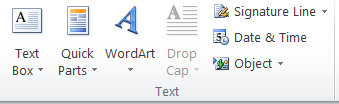 Text Box
Quick Parts
WordArt
Drop Cap
Signature Line
Date & Time
Object
Text